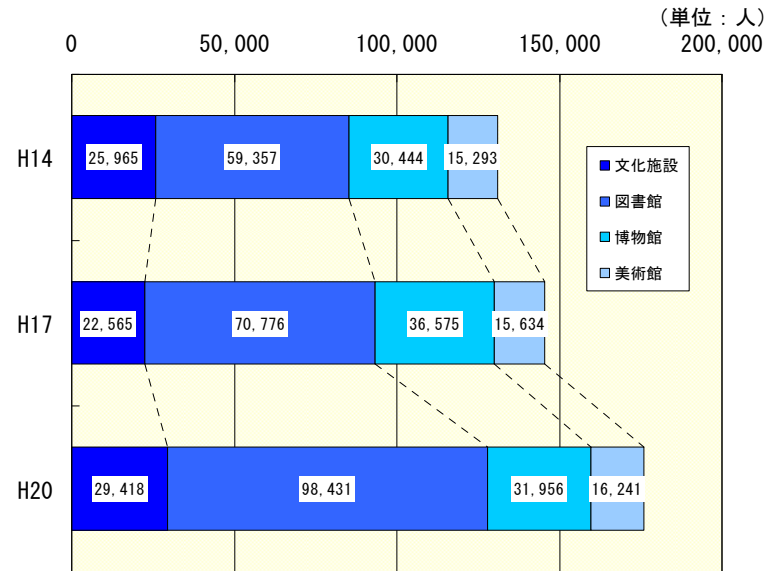 (単位：人)
0 50,000 100,000 150,000 200,000
H14 25,965 59,357 30,444 15,293
文化施設
図書館
博物館
美術館
H17 22,565 70,776 36,575 15,634
H20 29,418 98,431 31,956 16,241